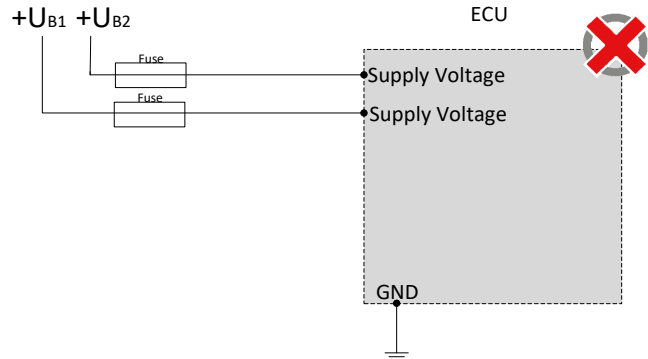 +UB1 +UB2
ECU
Fuse
Supply Voltage
Fuse
Supply Voltage
GND